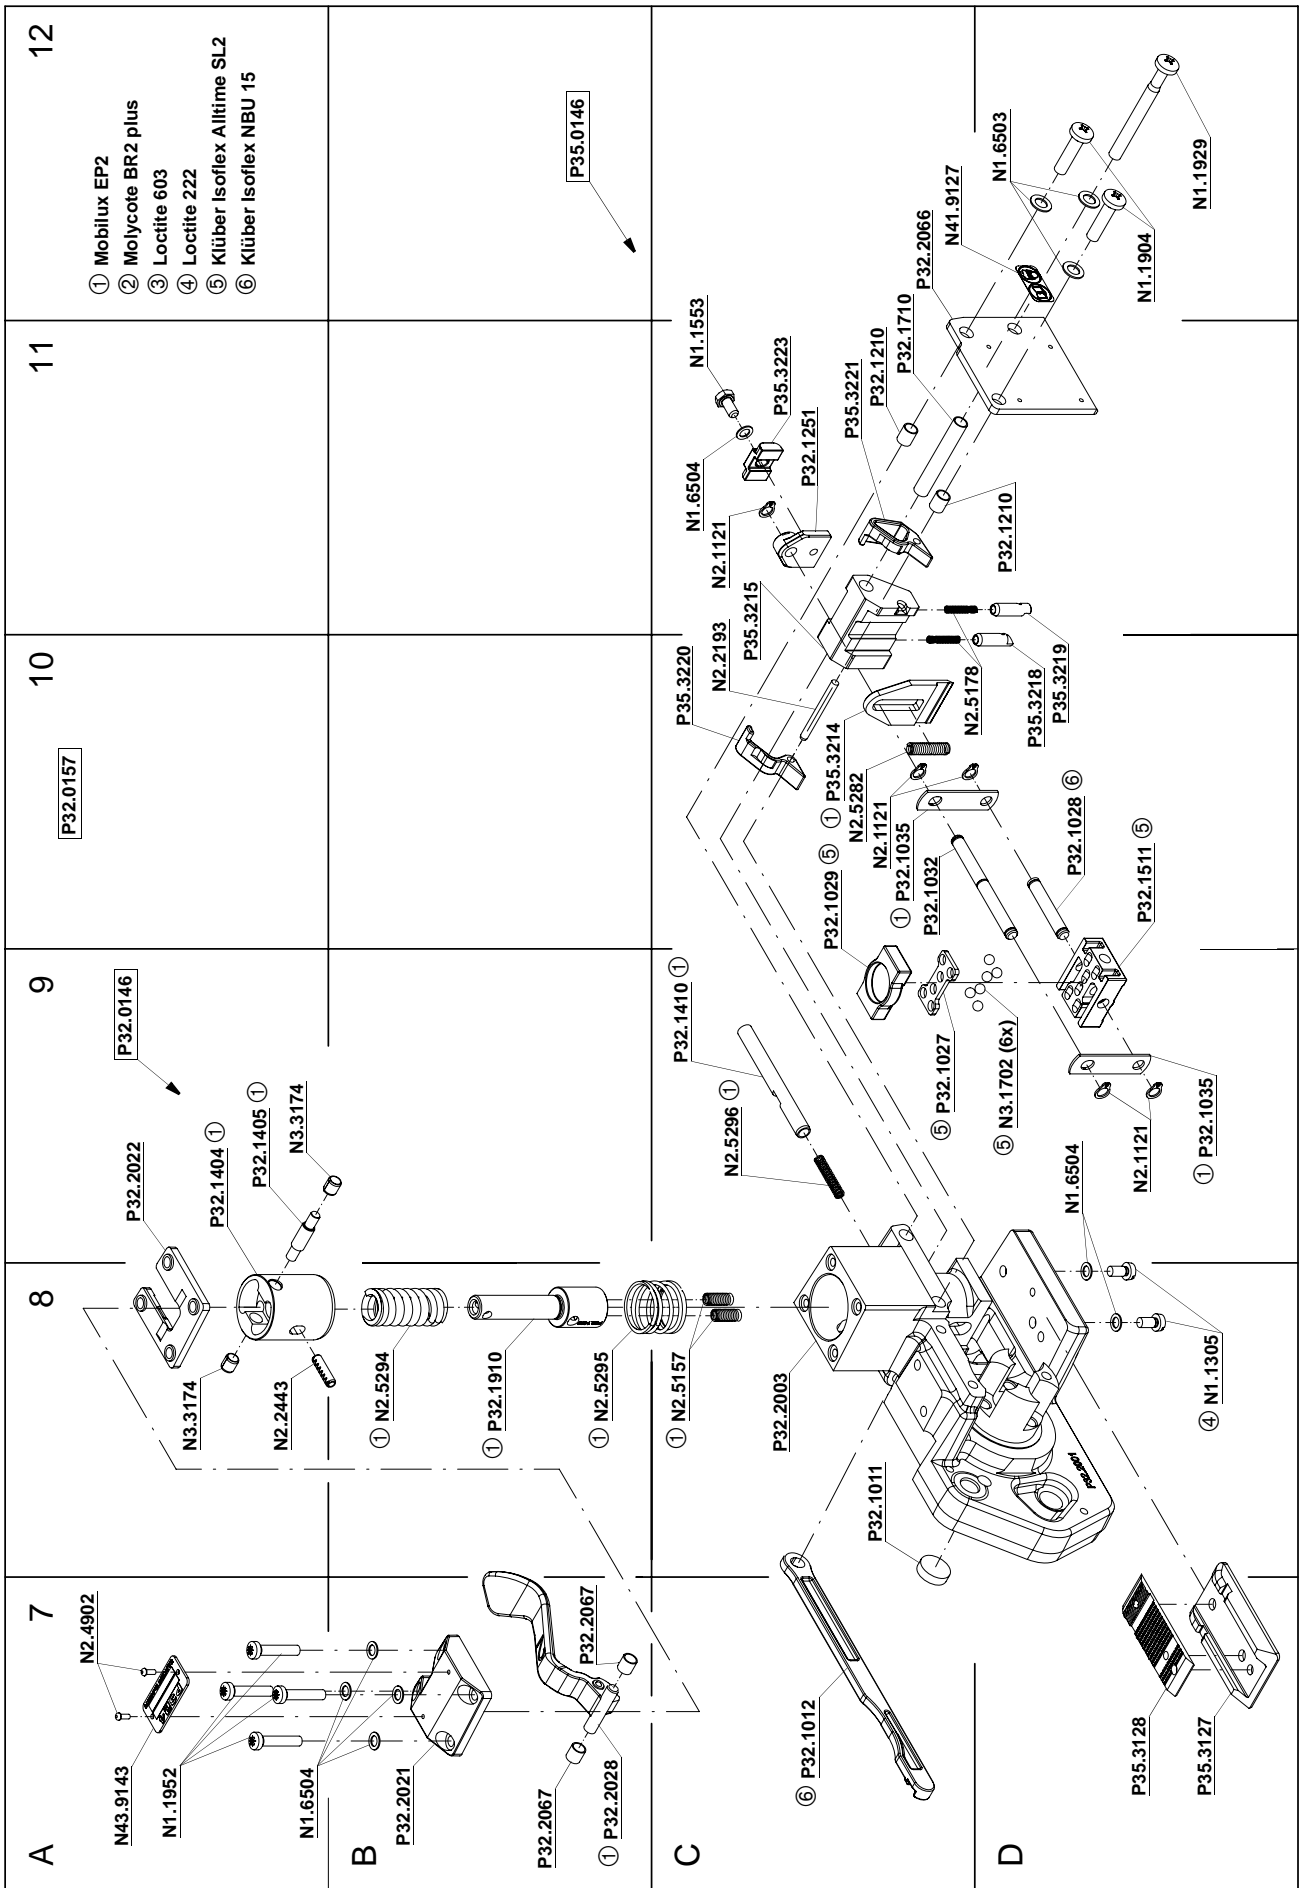 12
11
10
9
8
7
A
B
C
D
① Mobilux EP2
② Molycote BR2 plus
③ Loctite 603
④ Loctite 222
⑤ Klüber Isoflex Alltime SL2
⑥ Klüber Isoflex NBU 15
P35.0146
P32.0157
P32.0146
N1.6503
N41.9127
P32.2066
N1.1929
N1.1904
N1.1553
P35.3223
P32.1251
N1.6504
N2.1121
P32.1710
P32.1210
P35.3221
P32.1210
P35.3215
N2.2193
P35.3220
N2.5178
P35.3218
P35.3219
① P35.3214
N2.5282
N2.1121
① P32.1035
P32.1032
P32.1029 ⑤
P32.1028 ⑥
P32.1511 ⑤
P32.1410 ①
N2.5296 ①
⑤ P32.1027
⑤ N3.1702 (6x)
N2.1121
① P32.1035
N1.6504
④ N1.1305
P32.2022
P32.1404 ①
P32.1405 ①
N3.3174
N3.3174
N2.2443
① N2.5294
① P32.1910
① N2.5295
① N2.5157
P32.2003
P32.2001
P32.1011
⑥ P32.1012
P35.3128
P35.3127
N2.4902
N43.9143
N1.1952
N1.6504
P32.2021
P32.2067
P32.2067
① P32.2028